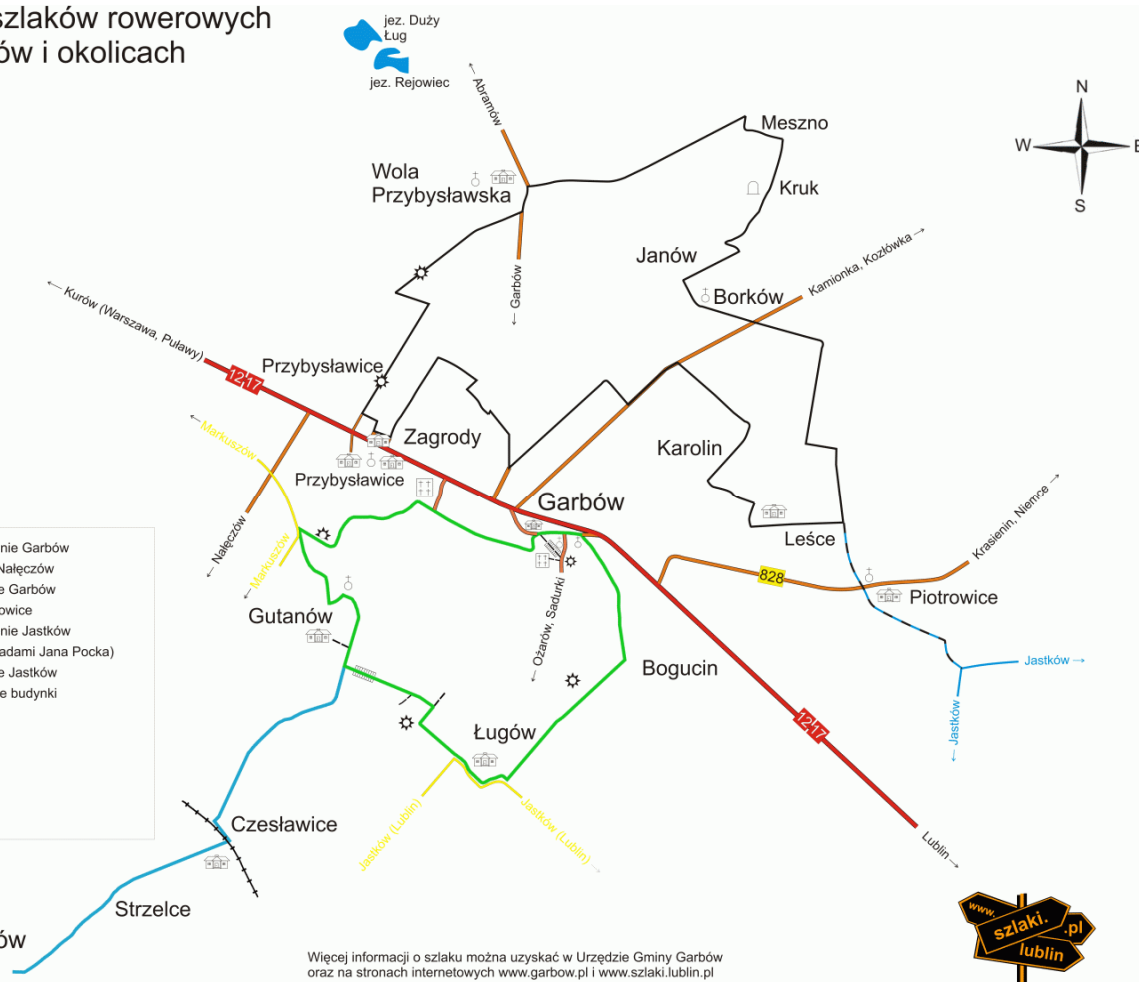 szlaków rowerowych
ów i okolicach
jez. Duży
Ług
jez. Rejowiec
← Abramów
Meszno
N
W
E
S
Wola
Przybysławska
Kruk
Janów
Kamionka, Kozłówka →
Borków
← Garbów
← Kurów (Warszawa, Puławy)
Przybysławice
12
17
← Markuszów
Zagrody
Karolin
Przybysławice
Garbów
← Nałęczów
← Markuszów
Leśce
Krasienin, Niemce →
828
Piotrowice
nie Garbów
Nałęczów
e Garbów
owice
nie Jastków
adami Jana Pocka)
e Jastków
e budynki
Gutanów
← Ożarów, Sadurki
Bogucin
Jastków →
← Jastków
12
17
Ługów
Jastków (Lublin)
Jastków (Lublin) →
Lublin →
Czesławice
Strzelce
ów
www.
szlaki.
.pl
lublin
Więcej informacji o szlaku można uzyskać w Urzędzie Gminy Garbów
oraz na stronach internetowych www.garbow.pl i www.szlaki.lublin.pl